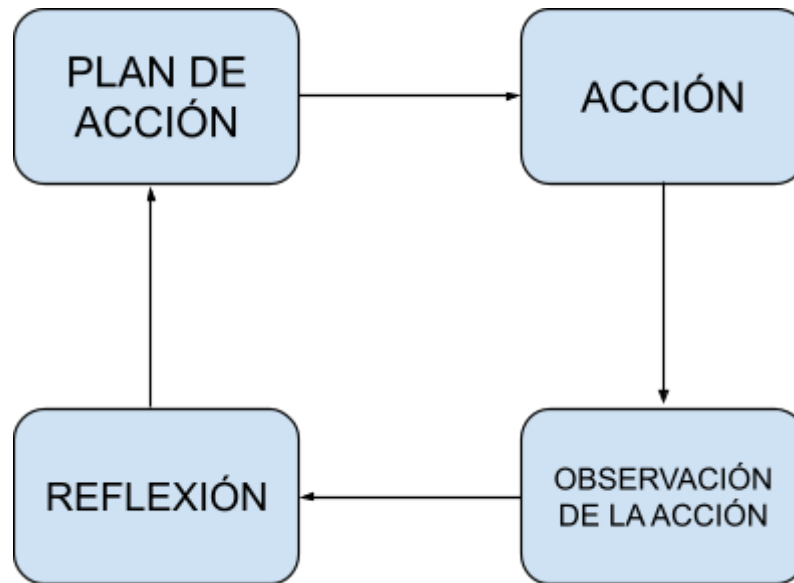 PLAN DE
ACCIÓN
ACCIÓN
REFLEXIÓN
OBSERVACIÓN
DE LA ACCIÓN